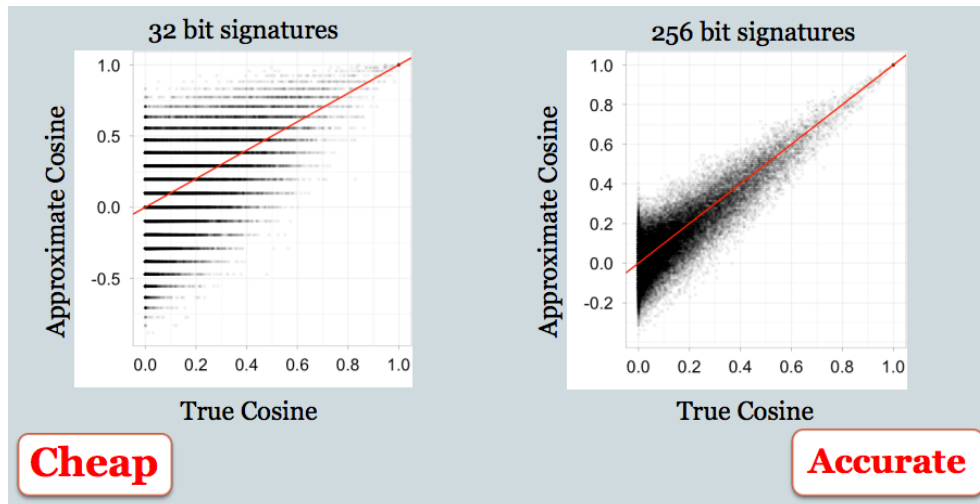 32 bit signatures
Approximate Cosine
1.0
0.5
0.0
-0.5
0.0 0.2 0.4 0.6 0.8 1.0
True Cosine
Cheap
256 bit signatures
Approximate Cosine
1.0
0.8
0.6
0.4
0.2
0.0
-0.2
0.0 0.2 0.4 0.6 0.8 1.0
True Cosine
Accurate